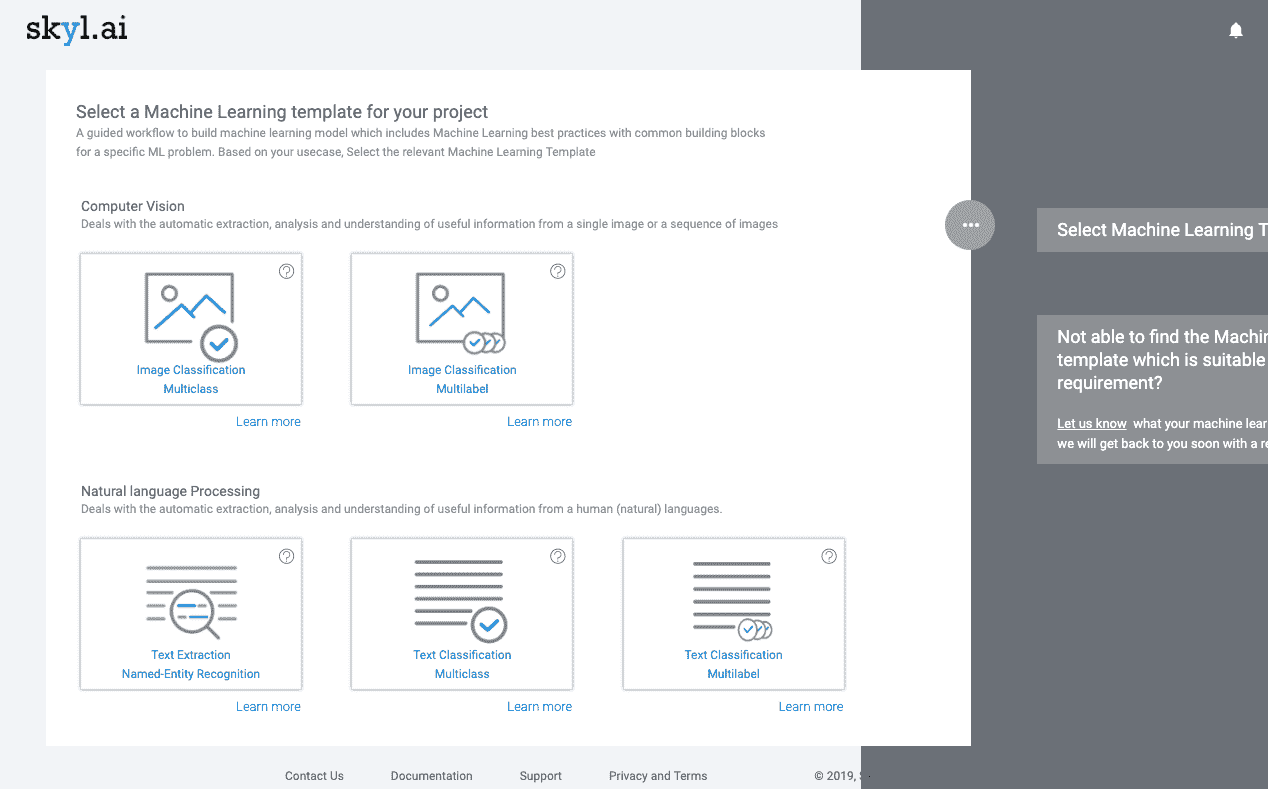 skyl.ai
Select a Machine Learning template for your project
A guided workflow to build machine learning model which includes Machine Learning best practices with common building blocks
for a specific ML problem. Based on your usecase, Select the relevant Machine Learning Template
Computer Vision
Deals with the automatic extraction, analysis and understanding of useful information from a single image or a sequence of images
Image Classification
Multiclass
Learn more
Image Classification
Multilabel
Learn more
Natural language Processing
Deals with the automatic extraction, analysis and understanding of useful information from a human (natural) languages.
Text Extraction
Named-Entity Recognition
Learn more
Text Classification
Multiclass
Learn more
Text Classification
Multilabel
Learn more
Select Machine Learning T
Not able to find the Machin
template which is suitable
requirement?
Let us know what your machine lear
we will get back to you soon with a re
Contact Us
Documentation
Support
Privacy and Terms
© 2019,